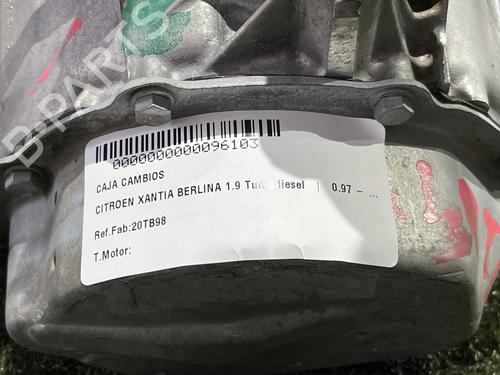 B-PARTS
0000000000096103
CAJA CAMBIOS
CITROEN XANTIA BERLINA 1.9 Turbodiesel | 0.97 – ...
Ref.Fab:20TB98
T.Motor: